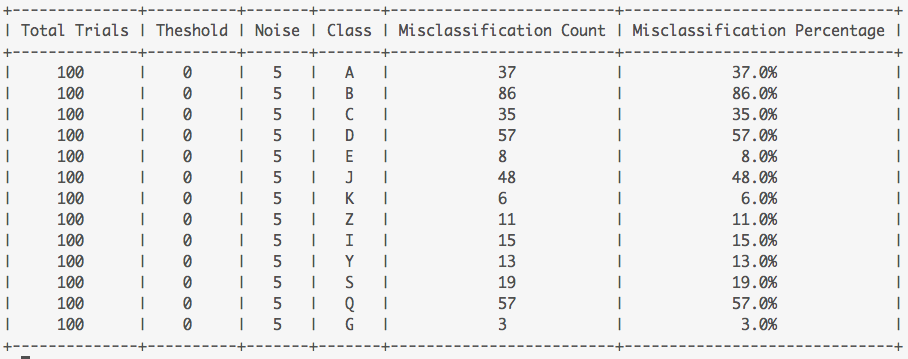 +--------------+----------+-------+-------+-------------------------+------------------------------+
| Total Trials | Theshold | Noise | Class | Misclassification Count | Misclassification Percentage |
+--------------+----------+-------+-------+-------------------------+------------------------------+
| 100 | 0 | 5 | A | 37 | 37.0% |
| 100 | 0 | 5 | B | 86 | 86.0% |
| 100 | 0 | 5 | C | 35 | 35.0% |
| 100 | 0 | 5 | D | 57 | 57.0% |
| 100 | 0 | 5 | E | 8 | 8.0% |
| 100 | 0 | 5 | J | 48 | 48.0% |
| 100 | 0 | 5 | K | 6 | 6.0% |
| 100 | 0 | 5 | Z | 11 | 11.0% |
| 100 | 0 | 5 | I | 15 | 15.0% |
| 100 | 0 | 5 | Y | 13 | 13.0% |
| 100 | 0 | 5 | S | 19 | 19.0% |
| 100 | 0 | 5 | Q | 57 | 57.0% |
| 100 | 0 | 5 | G | 3 | 3.0% |
+--------------+----------+-------+-------+-------------------------+------------------------------+